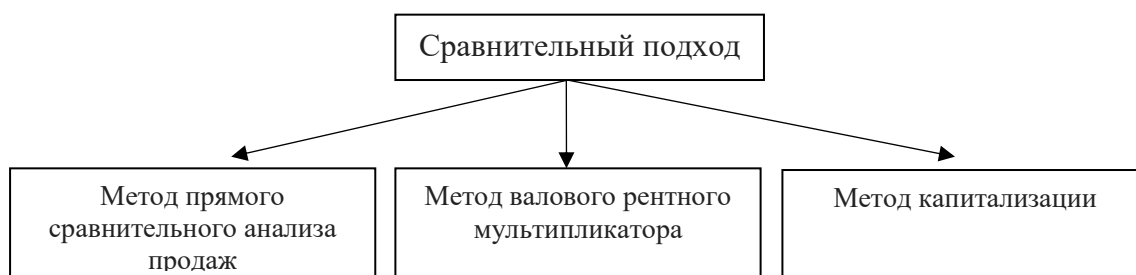 Сравнительный подход
Метод прямого
сравнительного анализа
продаж
Метод валового рентного
мультипликатора
Метод капитализации